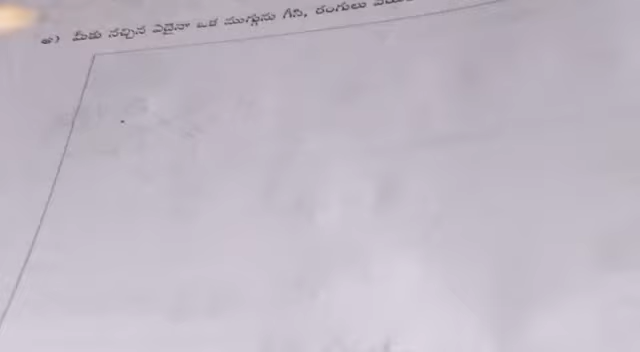 ఆ) మీకు నచ్చిన ఏదైనా ఒక ముగ్గును గీసి, రంగులు